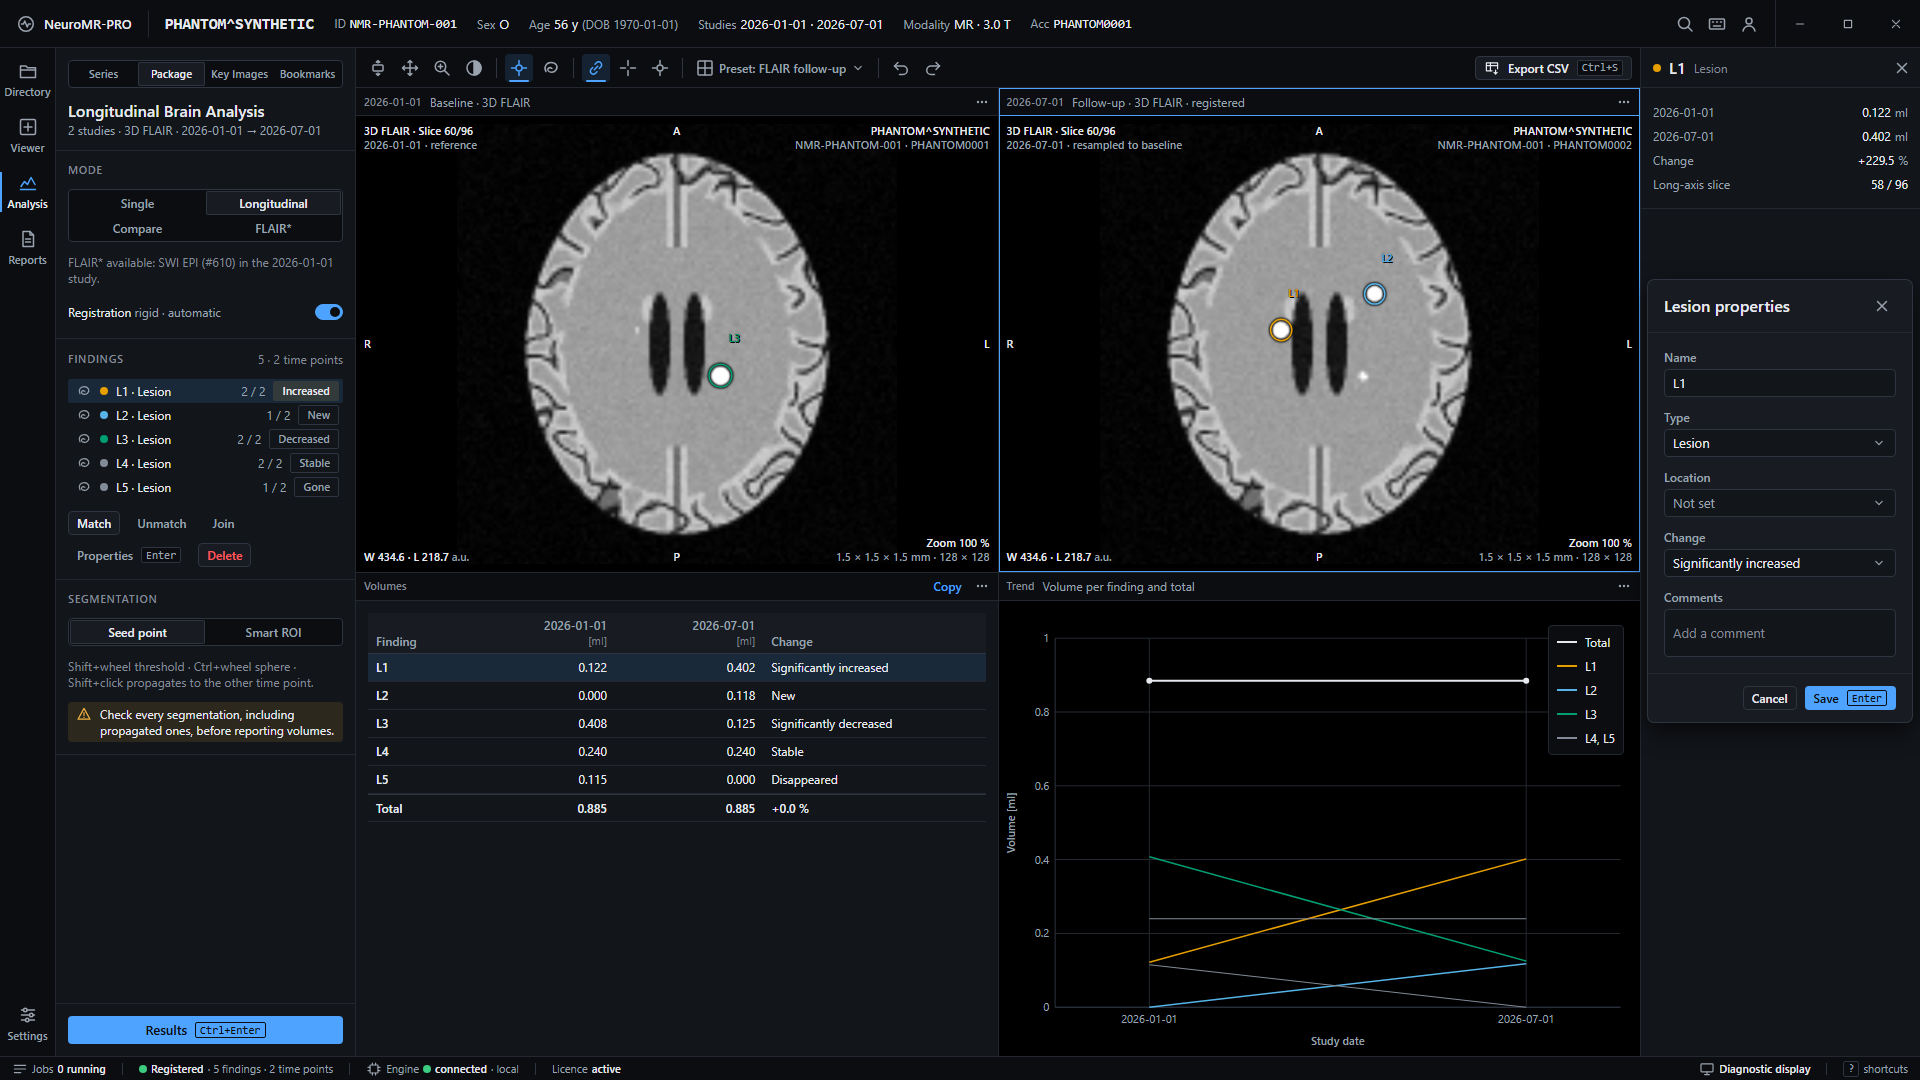 NeuroMR-PRO
PHANTOM^SYNTHETIC
ID NMR-PHANTOM-001
Sex O
Age 56 y (DOB 1970-01-01)
Studies 2026-01-01 · 2026-07-01
Modality MR · 3.0 T
Acc PHANTOM0001
Directory
Viewer
Analysis
Reports
Settings
Series Package Key Images Bookmarks
Longitudinal Brain Analysis
2 studies · 3D FLAIR · 2026-01-01 → 2026-07-01
MODE
Single Longitudinal
Compare FLAIR*
FLAIR* available: SWI EPI (#610) in the 2026-01-01
study.
Registration rigid · automatic
FINDINGS 5 · 2 time points
L1 · Lesion 2 / 2 Increased
L2 · Lesion 1 / 2 New
L3 · Lesion 2 / 2 Decreased
L4 · Lesion 2 / 2 Stable
L5 · Lesion 1 / 2 Gone
Match Unmatch Join
Properties Enter Delete
SEGMENTATION
Seed point Smart ROI
Shift+wheel threshold · Ctrl+wheel sphere ·
Shift+click propagates to the other time point.
Check every segmentation, including
propagated ones, before reporting volumes.
Results Ctrl+Enter
Preset: FLAIR follow-up
Export CSV Ctrl+S
2026-01-01 Baseline · 3D FLAIR
3D FLAIR · Slice 60/96
2026-01-01 · reference
A
PHANTOM^SYNTHETIC
NMR-PHANTOM-001 · PHANTOM0001
R
L
L3
W 434.6 · L 218.7 a.u.
P
Zoom 100 %
1.5 × 1.5 × 1.5 mm · 128 × 128
2026-07-01 Follow-up · 3D FLAIR · registered
3D FLAIR · Slice 60/96
2026-07-01 · resampled to baseline
A
PHANTOM^SYNTHETIC
NMR-PHANTOM-001 · PHANTOM0002
L2
L1
R
L
W 434.6 · L 218.7 a.u.
P
Zoom 100 %
1.5 × 1.5 × 1.5 mm · 128 × 128
Volumes Copy
Finding 2026-01-01 [ml] 2026-07-01 [ml] Change
L1 0.122 0.402 Significantly increased
L2 0.000 0.118 New
L3 0.408 0.125 Significantly decreased
L4 0.240 0.240 Stable
L5 0.115 0.000 Disappeared
Total 0.885 0.885 +0.0 %
Trend Volume per finding and total
Volume [ml]
1
0.8
0.6
0.4
0.2
0
2026-01-01 2026-07-01
Study date
Total
L1
L2
L3
L4, L5
L1 Lesion
2026-01-01 0.122 ml
2026-07-01 0.402 ml
Change +229.5 %
Long-axis slice 58 / 96
Lesion properties
Name
L1
Type
Lesion
Location
Not set
Change
Significantly increased
Comments
Add a comment
Cancel Save Enter
Jobs 0 running
Registered · 5 findings · 2 time points
Engine connected · local
Licence active
Diagnostic display
? shortcuts